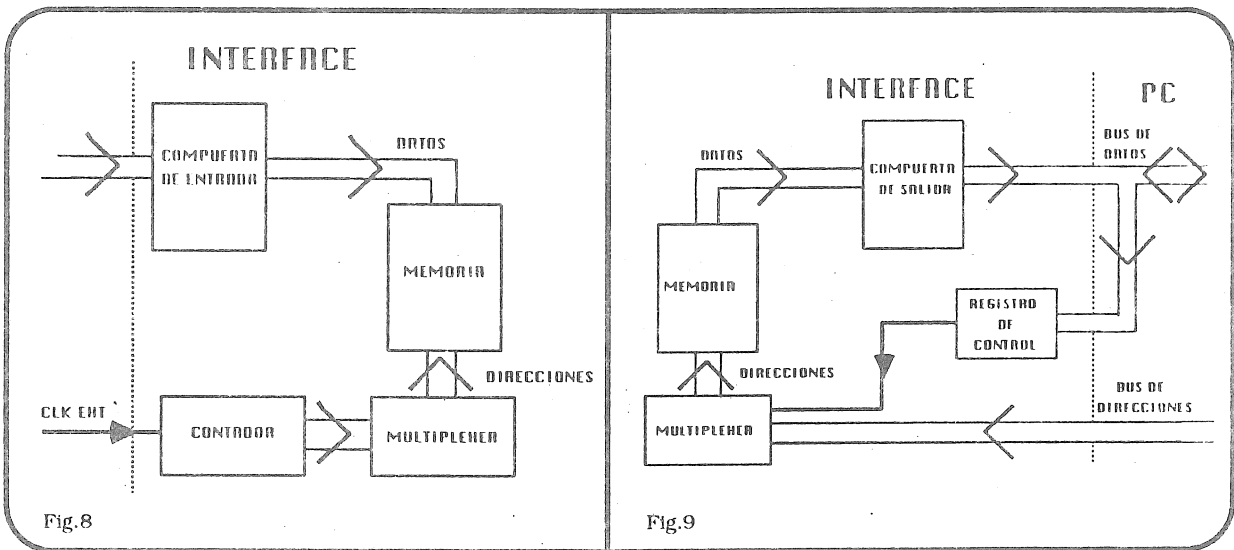 INTERFACE
COMPUERTA
DE ENTRADA
DATOS
MEMORIA
DIRECCIONES
CLK EXT
CONTADOR
MULTIPLEXER
Fig.8
INTERFACE
PC
DATOS
COMPUERTA
DE SALIDA
BUS DE
DATOS
MEMORIA
REGISTRO
DE
CONTROL
DIRECCIONES
BUS DE
DIRECCIONES
MULTIPLEXER
Fig.9